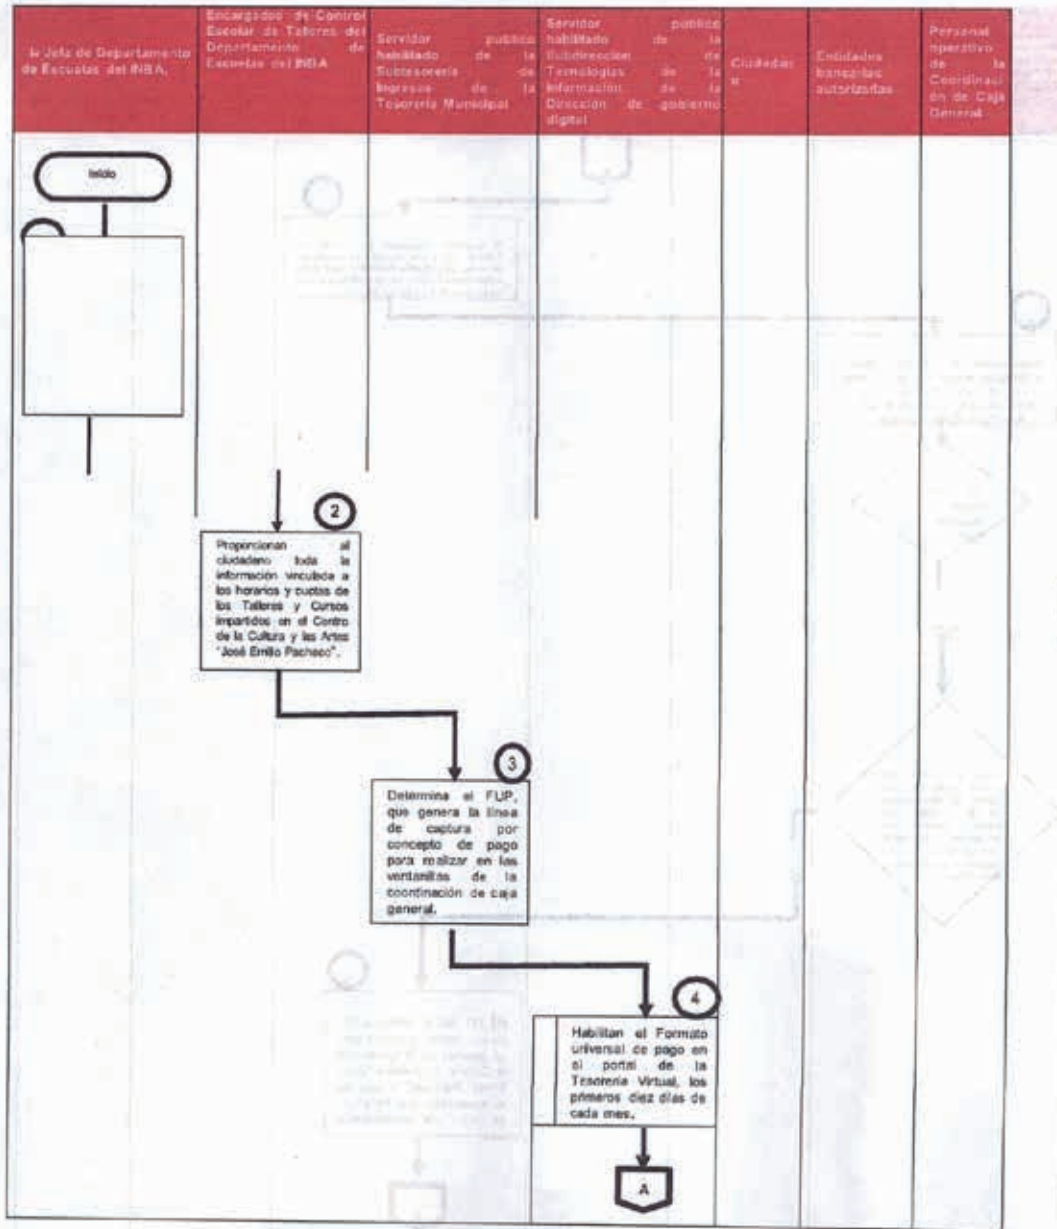 la Jefa de Departamento
de Escuelas del INBA.
Encargados de Control
Escolar de Talleres del
Departamento de
Escuelas del INBA
Servidor público
habilitado de la
Subtesorería de
Ingresos de la
Tesorería Municipal
Servidor público
habilitado de la
Subdirección de
Tecnologías de la
Información de la
Dirección de gobierno
digital
Ciudadan
o
Entidades
bancarias
autorizadas
Personal
operativo
de la
Coordinaci
ón de Caja
General
Inicio
2
Proporcionan al
ciudadano toda la
información vinculada a
los horarios y cuotas de
los Talleres y Cursos
impartidos en el Centro
de la Cultura y las Artes
"José Emilio Pacheco".
3
Determina el FUP,
que genera la línea
de captura por
concepto de pago
para realizar en las
ventanillas de la
coordinación de caja
general.
4
Habilitan el Formato
universal de pago en
el portal de la
Tesorería Virtual, los
primeros diez días de
cada mes.
A